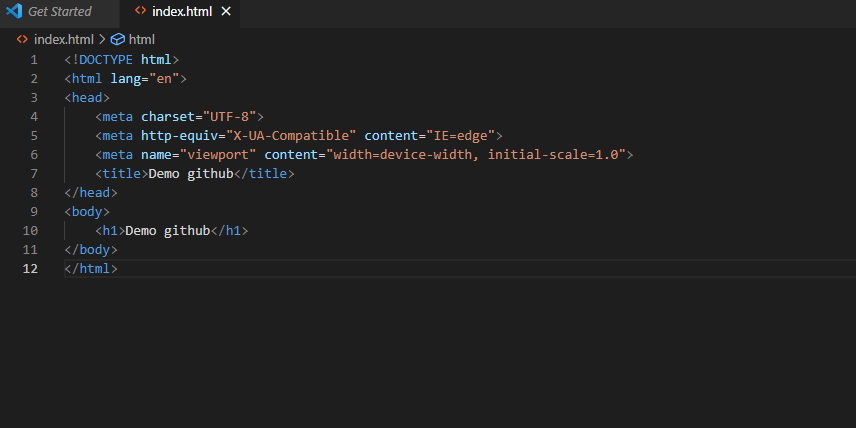 Get Started index.html
index.html > html
1 <!DOCTYPE html>
2 <html lang="en">
3 <head>
4     <meta charset="UTF-8">
5     <meta http-equiv="X-UA-Compatible" content="IE=edge">
6     <meta name="viewport" content="width=device-width, initial-scale=1.0">
7     <title>Demo github</title>
8 </head>
9 <body>
10     <h1>Demo github</h1>
11 </body>
12 </html>